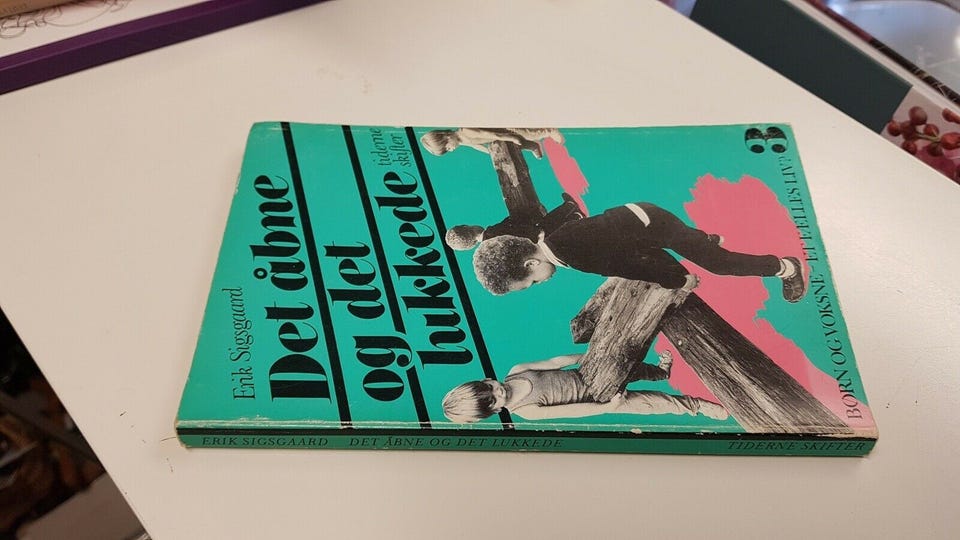 Erik Sigsgaard
Det åbne
og det
lukkede
tiderne
skifter
3
BØRN OG VOKSNE – ET FÆLLES LIV?
ERIK SIGSGAARD DET ÅBNE OG DET LUKKEDE TIDERNE SKIFTER